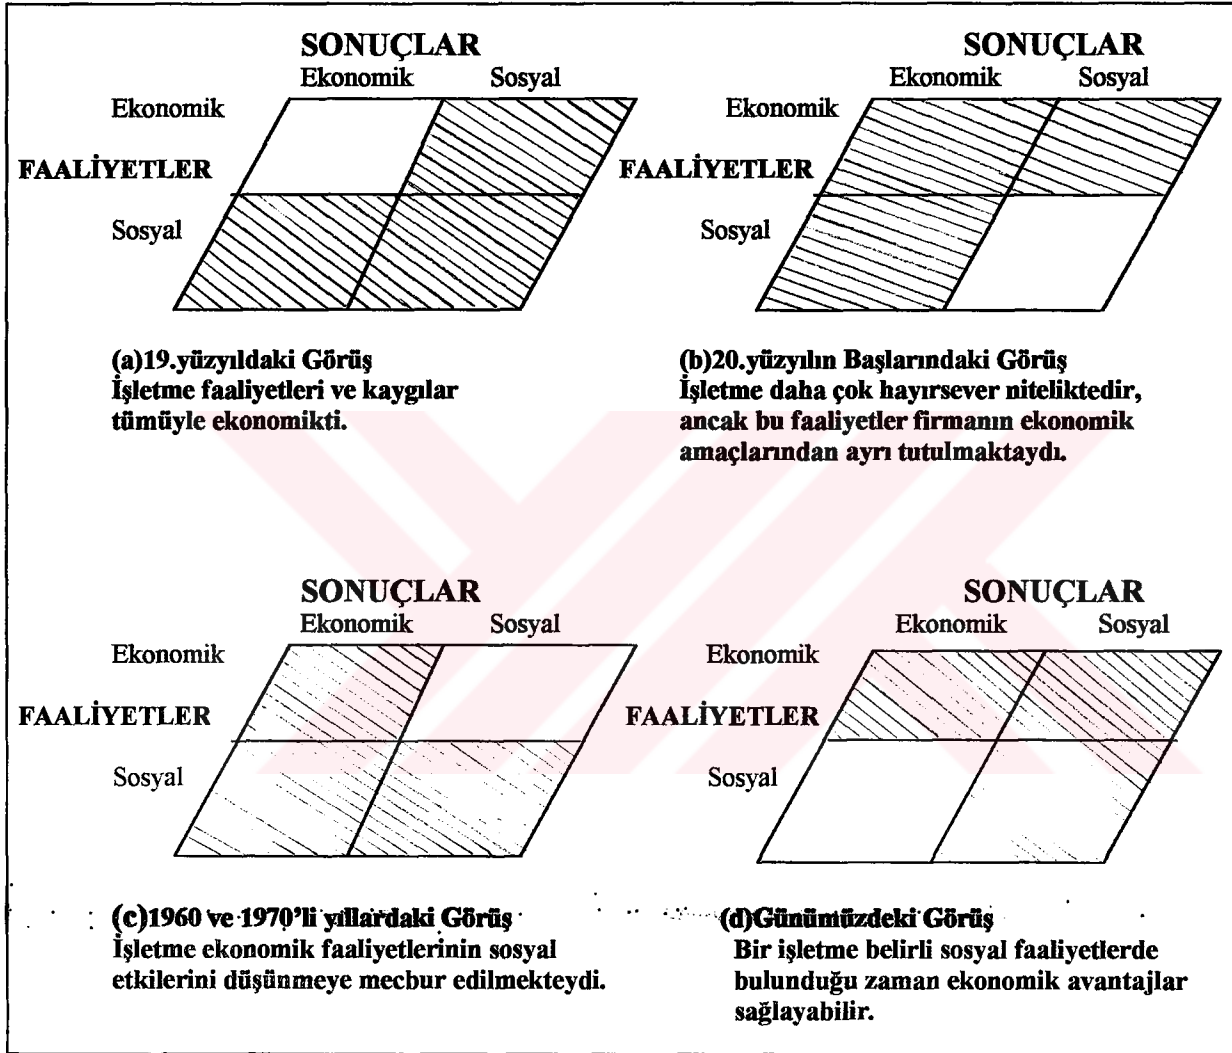 SONUÇLAR
Ekonomik Sosyal
Ekonomik
FAALİYETLER
Sosyal
(a)19.yüzyıldaki Görüş
İşletme faaliyetleri ve kaygılar
tümüyle ekonomikti.
SONUÇLAR
Ekonomik Sosyal
Ekonomik
FAALİYETLER
Sosyal
(b)20.yüzyılın Başlarındaki Görüş
İşletme daha çok hayırsever niteliktedir,
ancak bu faaliyetler firmanın ekonomik
amaçlarından ayrı tutulmaktaydı.
SONUÇLAR
Ekonomik Sosyal
Ekonomik
FAALİYETLER
Sosyal
(c)1960 ve 1970'li yıllardaki Görüş
İşletme ekonomik faaliyetlerinin sosyal
etkilerini düşünmeye mecbur edilmekteydi.
SONUÇLAR
Ekonomik Sosyal
Ekonomik
FAALİYETLER
Sosyal
(d)Günümüzdeki Görüş
Bir işletme belirli sosyal faaliyetlerde
bulunduğu zaman ekonomik avantajlar
sağlayabilir.